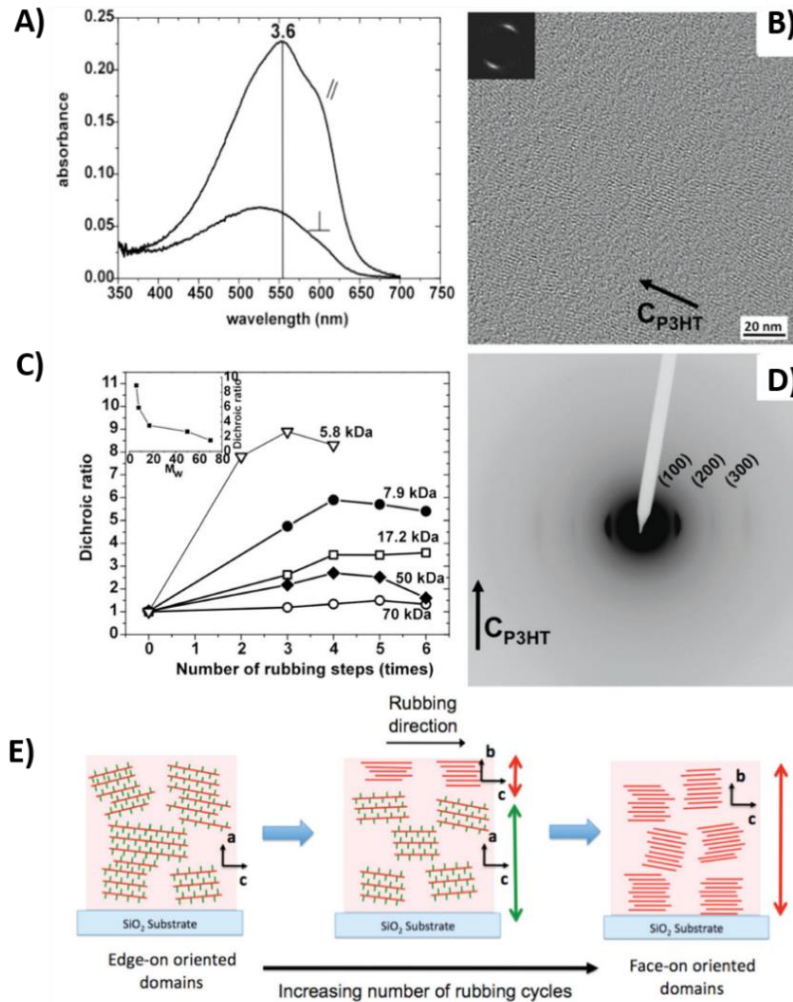 A)
3.6
0.25
0.20
0.15
0.10
0.05
0.00
absorbance
//
⊥
350 400 450 500 550 600 650 700 750
wavelength (nm)
B)
C P3HT
20 nm
C)
11
10
9
8
7
6
5
4
3
2
1
0
Dichroic ratio
10
8
6
4
2
0
Dichroic ratio
0 20 40 60 80
Mw
5.8 kDa
7.9 kDa
17.2 kDa
50 kDa
70 kDa
0 1 2 3 4 5 6
Number of rubbing steps (times)
D)
(100)
(200)
(300)
C P3HT
E)
Rubbing
direction
a
c
b
c
a
c
b
c
SiO2 Substrate
SiO2 Substrate
SiO2 Substrate
Edge-on oriented
domains
Increasing number of rubbing cycles
Face-on oriented
domains